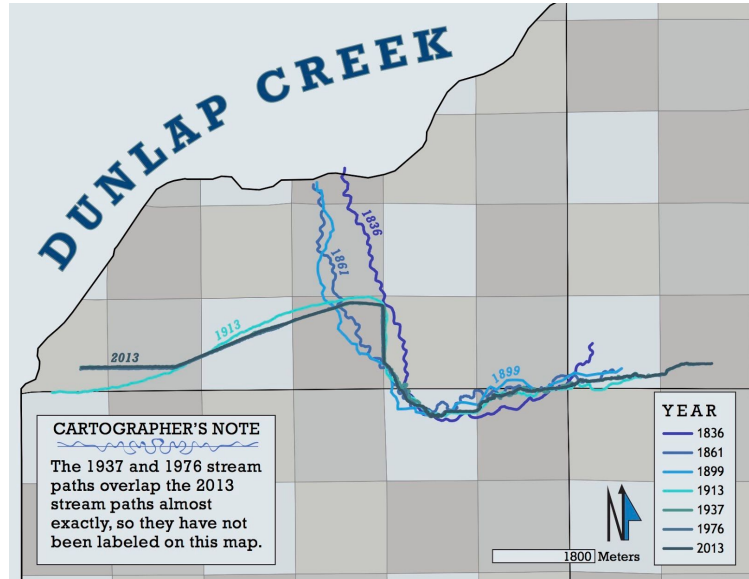 DUNLAP CREEK
1836
1861
1913
2013
1899
CARTOGRAPHER'S NOTE
The 1937 and 1976 stream
paths overlap the 2013
stream paths almost
exactly, so they have not
been labeled on this map.
YEAR
1836
1861
1899
1913
1937
1976
2013
N
1800 Meters